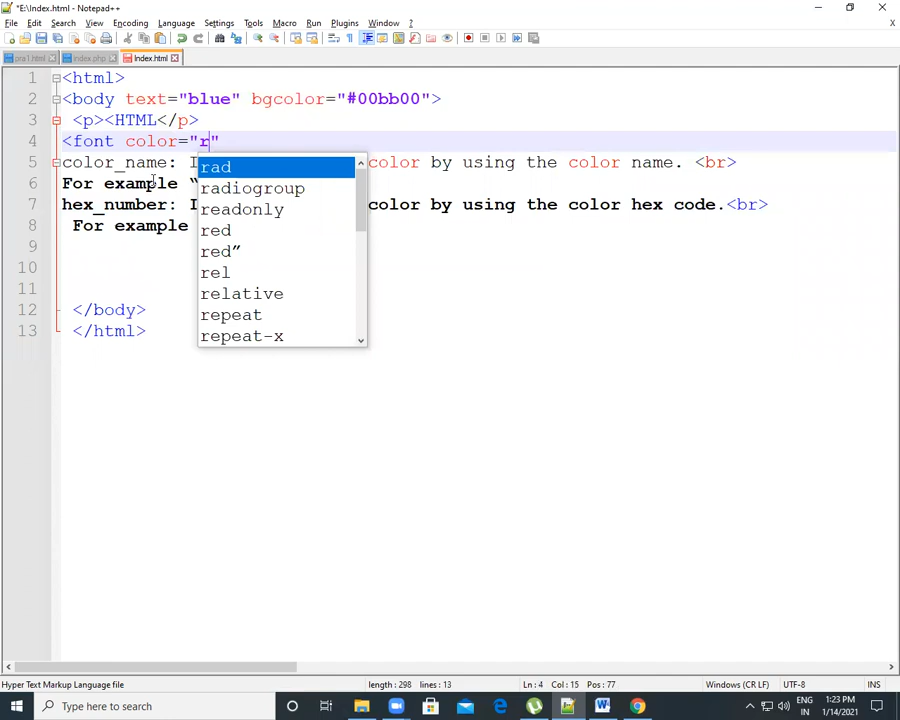 *E:\Index.html - Notepad++
File Edit Search View Encoding Language Settings Tools Macro Run Plugins Window ?
X
pra1.html index.php Index.html
1 <html>
2 <body text="blue" bgcolor="#00bb00">
3 <p><HTML</p>
4 <font color="r"
5 color_name: I color by using the color name. <br>
6 For example “
7 hex_number: I color by using the color hex code.<br>
8 For example
9
10
11
12 </body>
13 </html>
rad
radiogroup
readonly
red
red”
rel
relative
repeat
repeat-x
Hyper Text Markup Language file length : 298 lines : 13 Ln : 4 Col : 15 Pos : 77 Windows (CR LF) UTF-8 INS
Type here to search
ENG
IN
1:23 PM
1/14/2021